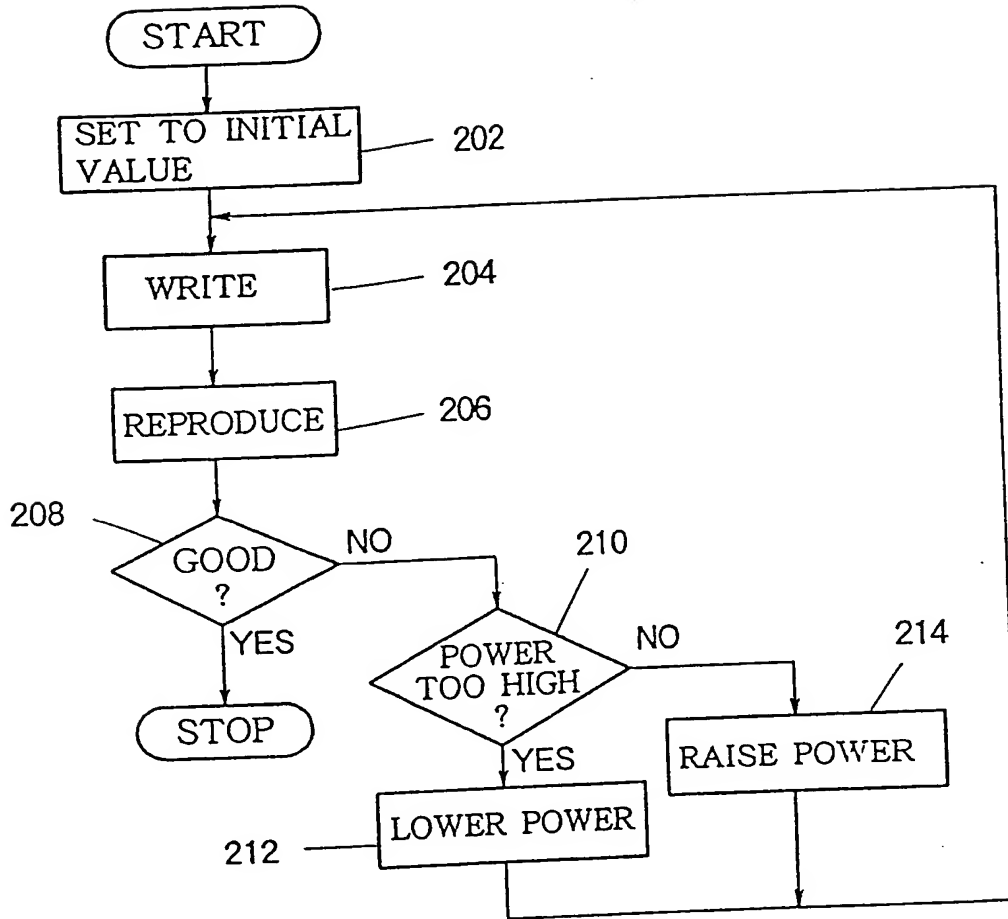 START
SET TO INITIAL
VALUE
202
WRITE
204
REPRODUCE
206
208
GOOD
?
NO
YES
STOP
210
POWER
TOO HIGH
?
NO
YES
214
RAISE POWER
LOWER POWER
212